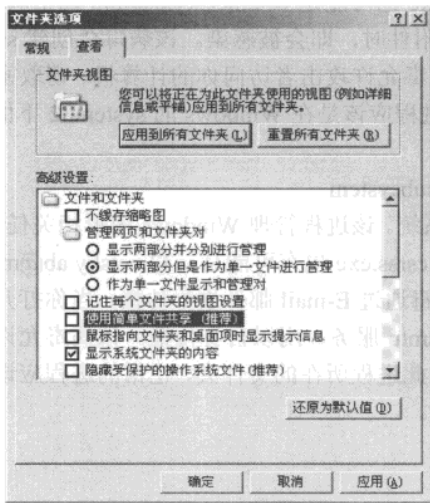 文件夹选项
常规 查看
文件夹视图
您可以将正在为此文件夹使用的视图(例如详细
信息或平铺)应用到所有文件夹。
应用到所有文件夹(L) 重置所有文件夹(R)
高级设置:
文件和文件夹
不缓存缩略图
管理网页和文件夹对
显示两部分并分别进行管理
显示两部分但是作为单一文件进行管理
作为单一文件显示和管理对
记住每个文件夹的视图设置
使用简单文件共享 (推荐)
鼠标指向文件夹和桌面项时显示提示信息
显示系统文件夹的内容
隐藏受保护的操作系统文件(推荐)
还原为默认值(D)
确定 取消 应用(A)